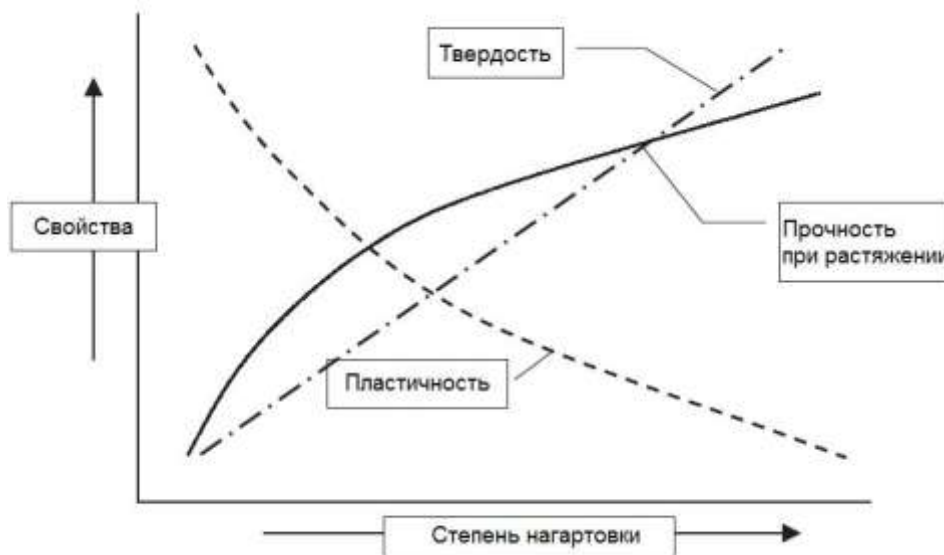 Твердость
Свойства
Прочность
при растяжении
Пластичность
Степень нагартовки